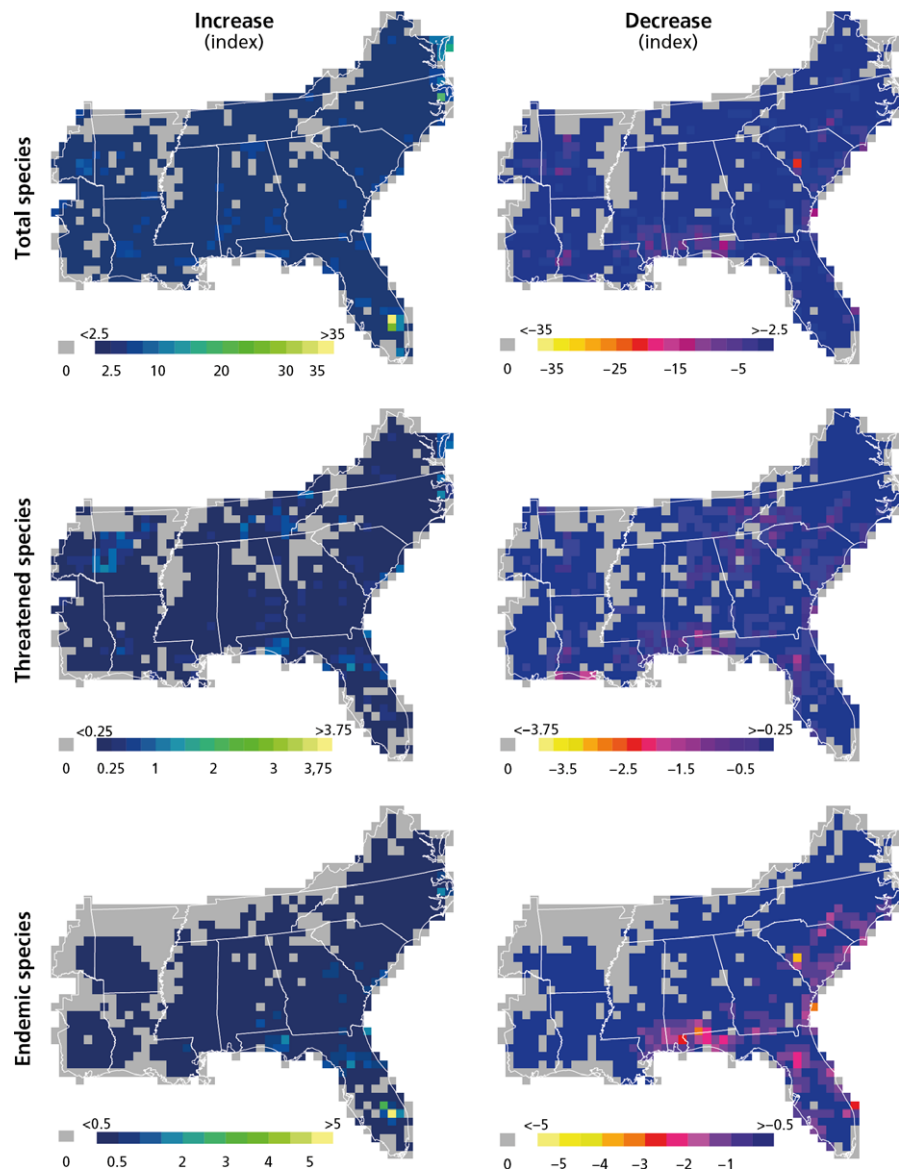 Increase
(index)
Decrease
(index)
Total species
<2.5 >35
0 2.5 10 20 30 35
<−35 >−2.5
0 −35 −25 −15 −5
Threatened species
<0.25 >3.75
0 0.25 1 2 3 3,75
<−3.75 >−0.25
0 −3.5 −2.5 −1.5 −0.5
Endemic species
<0.5 >5
0 0.5 2 3 4 5
<−5 >−0.5
0 −5 −4 −3 −2 −1